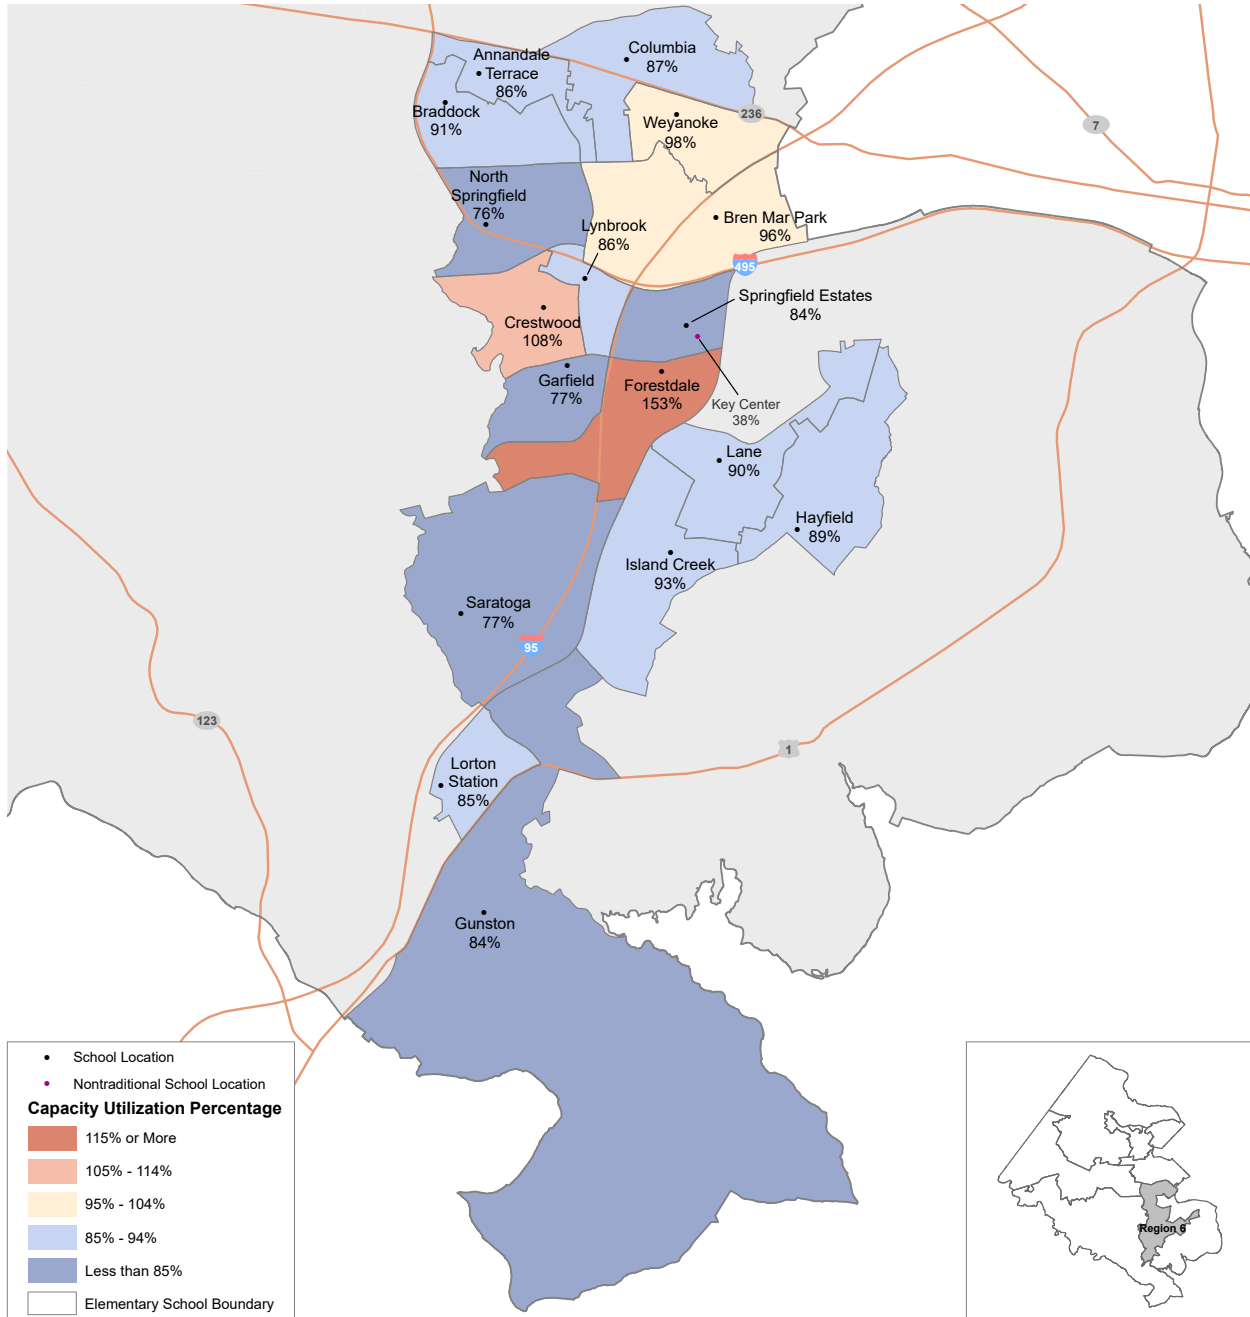 Columbia
87%
Annandale
Terrace
86%
Braddock
91%
236
Weyanoke
98%
7
North
Springfield
76%
Lynbrook
86%
Bren Mar Park
96%
495
Springfield Estates
84%
Crestwood
108%
Garfield
77%
Forestdale
153%
Key Center
38%
Lane
90%
Hayfield
89%
Island Creek
93%
Saratoga
77%
95
123
1
Lorton
Station
85%
Gunston
84%
School Location
Nontraditional School Location
Capacity Utilization Percentage
115% or More
105% - 114%
95% - 104%
85% - 94%
Less than 85%
Elementary School Boundary
Region 6